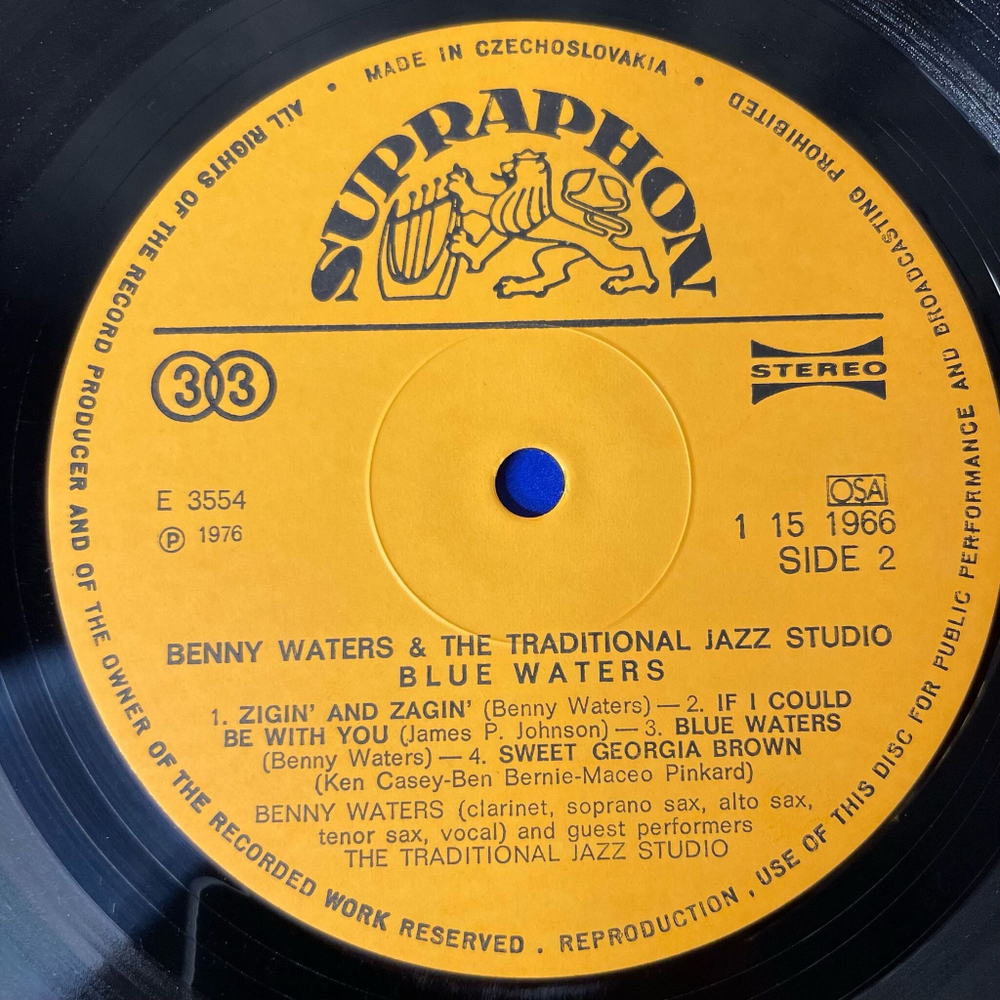 ALL RIGHTS OF THE RECORD PRODUCER AND OF THE OWNER OF THE RECORDED WORK RESERVED . REPRODUCTION , USE OF THIS DISC FOR PUBLIC PERFORMANCE AND BROADCASTING PROHIBITED
• MADE IN CZECHOSLOVAKIA •
SUPRAPHON
33
STEREO
E 3554
Ⓟ 1976
OSA
1 15 1966
SIDE 2
BENNY WATERS & THE TRADITIONAL JAZZ STUDIO
BLUE WATERS
1. ZIGIN' AND ZAGIN' (Benny Waters) — 2. IF I COULD
BE WITH YOU (James P. Johnson) — 3. BLUE WATERS
(Benny Waters) — 4. SWEET GEORGIA BROWN
(Ken Casey-Ben Bernie-Maceo Pinkard)
BENNY WATERS (clarinet, soprano sax, alto sax,
tenor sax, vocal) and guest performers
THE TRADITIONAL JAZZ STUDIO